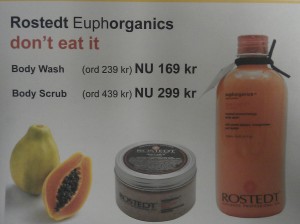 Rostedt Euphorganics
don't eat it
Body Wash (ord 239 kr) NU 169 kr
Body Scrub (ord 439 kr) NU 299 kr
ROSTEDT
ROSTEDT